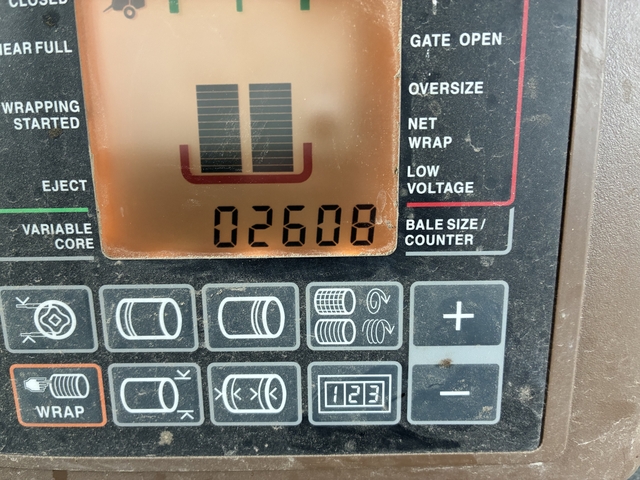 CLOSED
NEAR FULL
WRAPPING
STARTED
EJECT
VARIABLE
CORE
GATE OPEN
OVERSIZE
NET
WRAP
LOW
VOLTAGE
BALE SIZE /
COUNTER
02608
+
WRAP
123
−